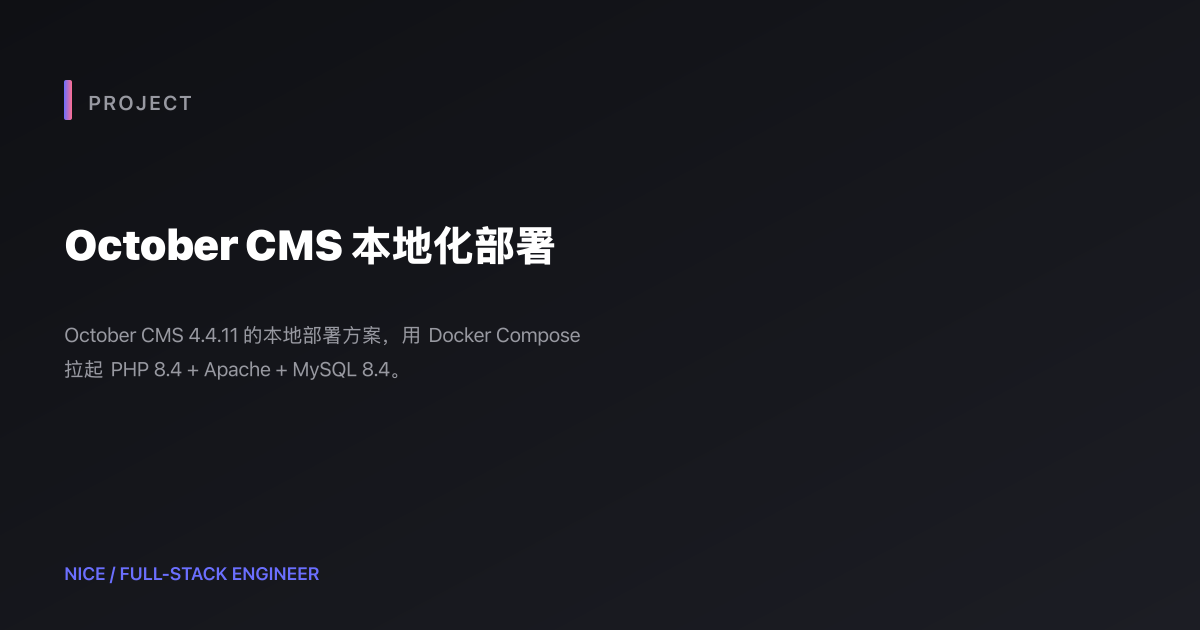 PROJECT
October CMS 本地化部署
October CMS 4.4.11 的本地部署方案，用 Docker Compose
拉起 PHP 8.4 + Apache + MySQL 8.4。
NICE / FULL-STACK ENGINEER